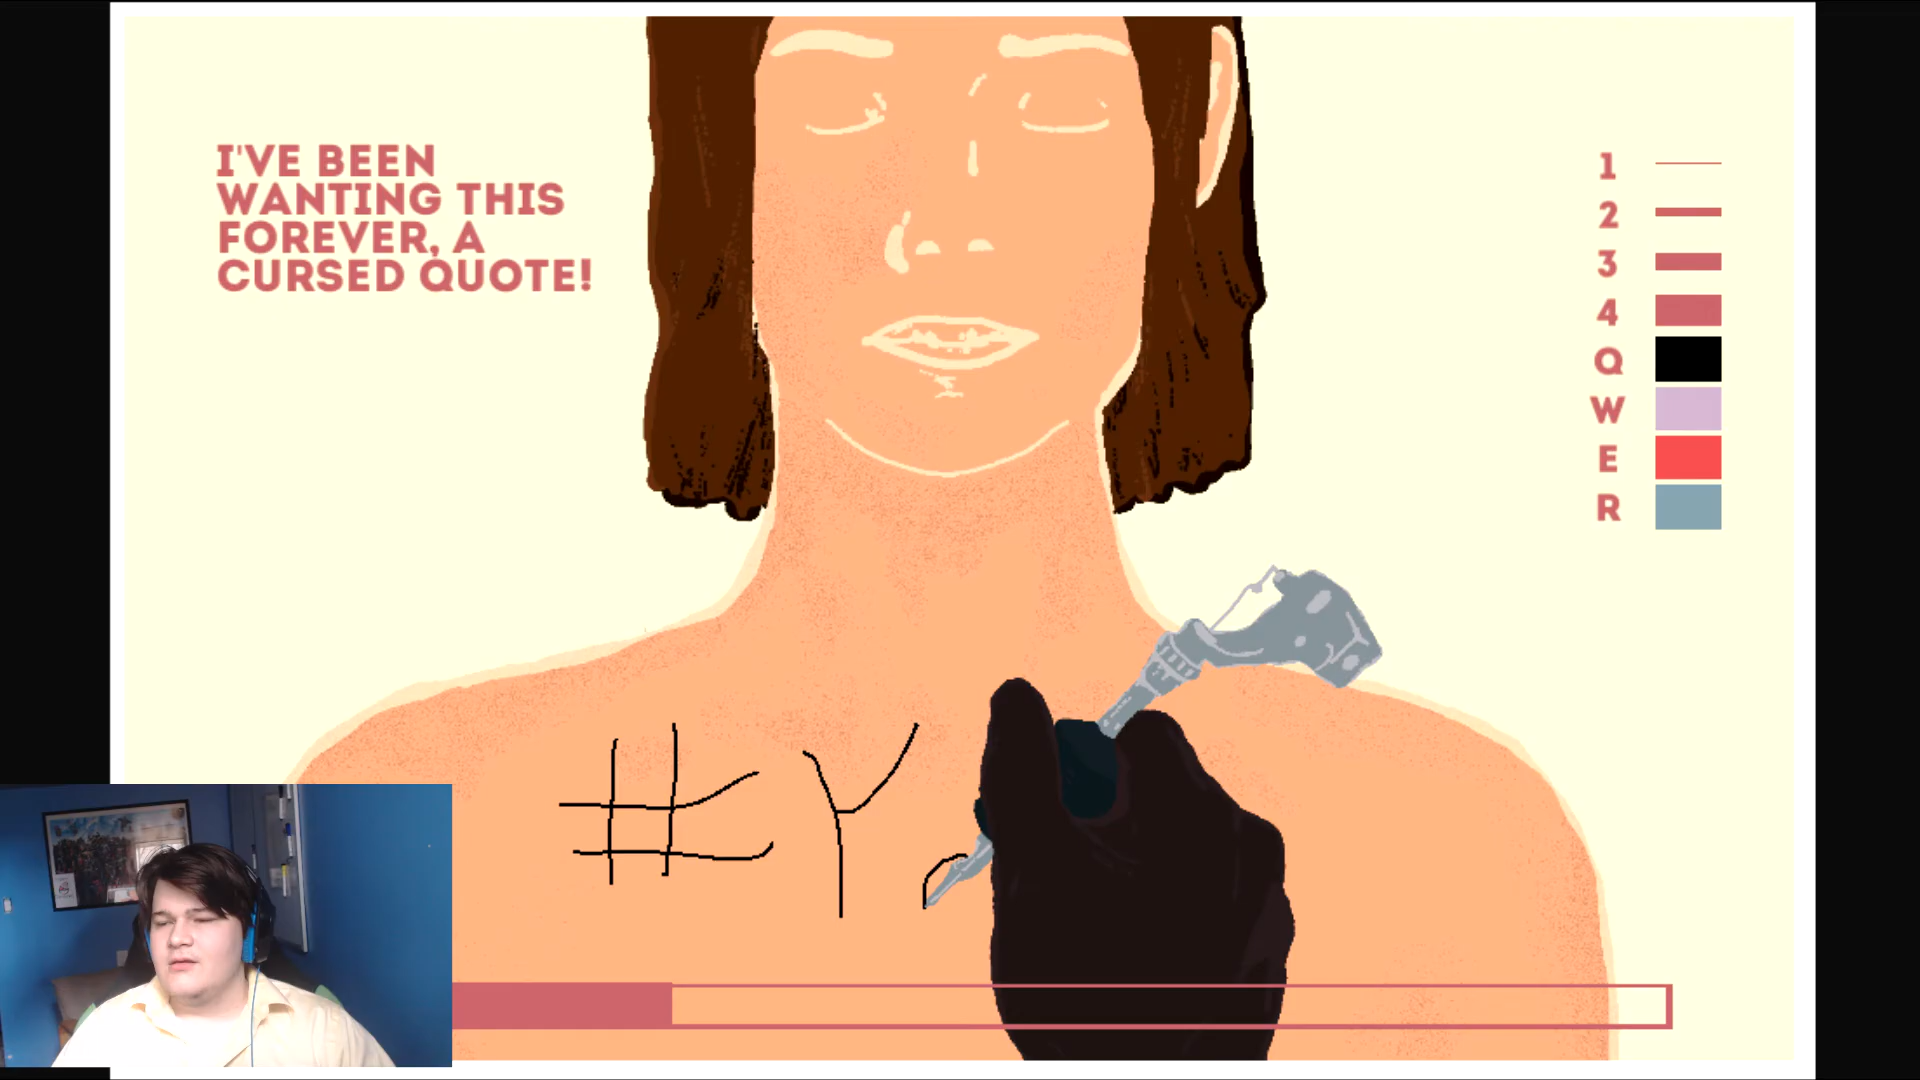 I'VE BEEN
WANTING THIS
FOREVER, A
CURSED QUOTE!
1
2
3
4
Q
W
E
R
#Y